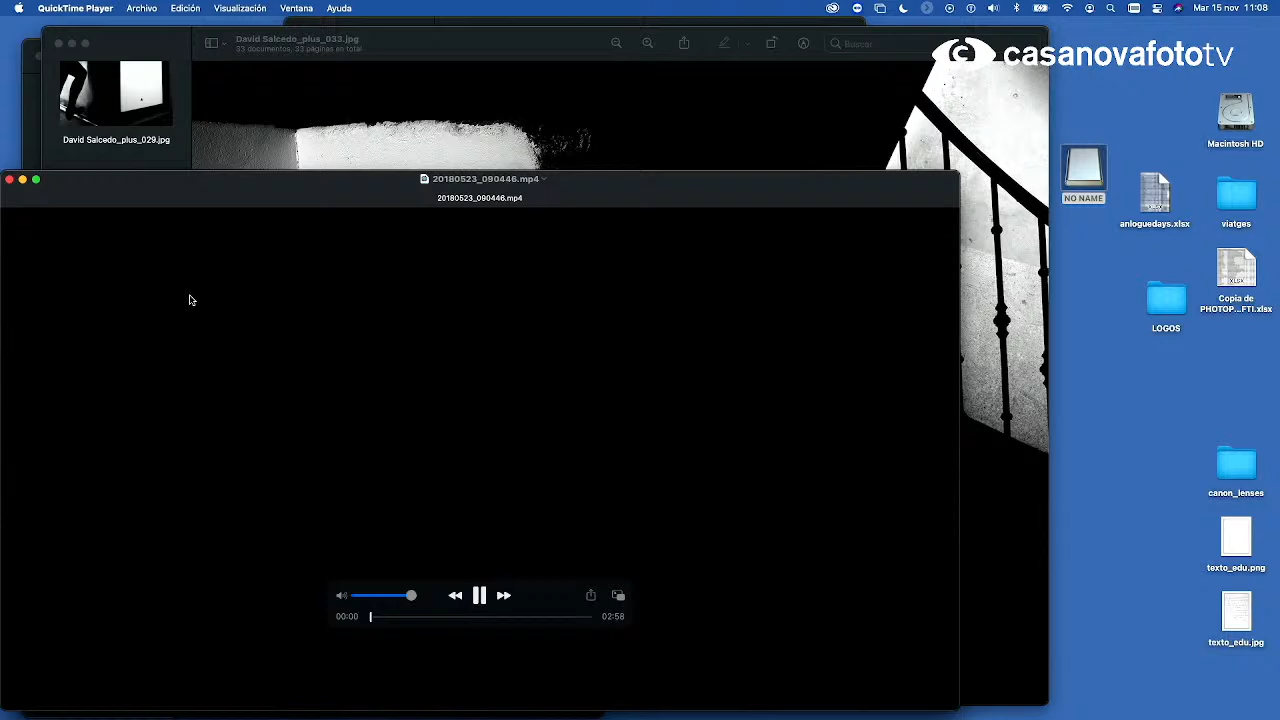 QuickTime Player Archivo Edición Visualización Ventana Ayuda Mar 15 nov 11:08
David Salcedo_plus_033.jpg
33 documentos, 33 páginas en total
Buscar
casanovafototv
David Salcedo_plus_029.jpg
Macintosh HD
20180523_090446.mp4
20180523_090446.mp4
NO NAME
anloguedays.xlsx
viatges
XLSX
Copia de
PHOTOP...FTI.xlsx
LOGOS
canon_lenses
texto_edu.png
00:00 02:58
texto_edu.jpg